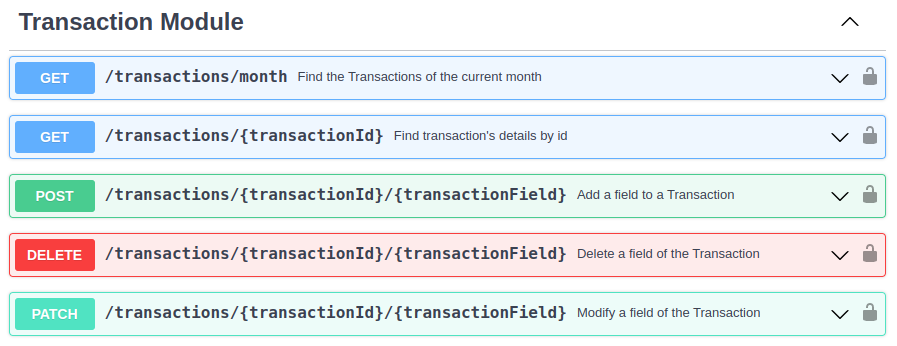 Transaction Module
GET /transactions/month Find the Transactions of the current month
GET /transactions/{transactionId} Find transaction's details by id
POST /transactions/{transactionId}/{transactionField} Add a field to a Transaction
DELETE /transactions/{transactionId}/{transactionField} Delete a field of the Transaction
PATCH /transactions/{transactionId}/{transactionField} Modify a field of the Transaction